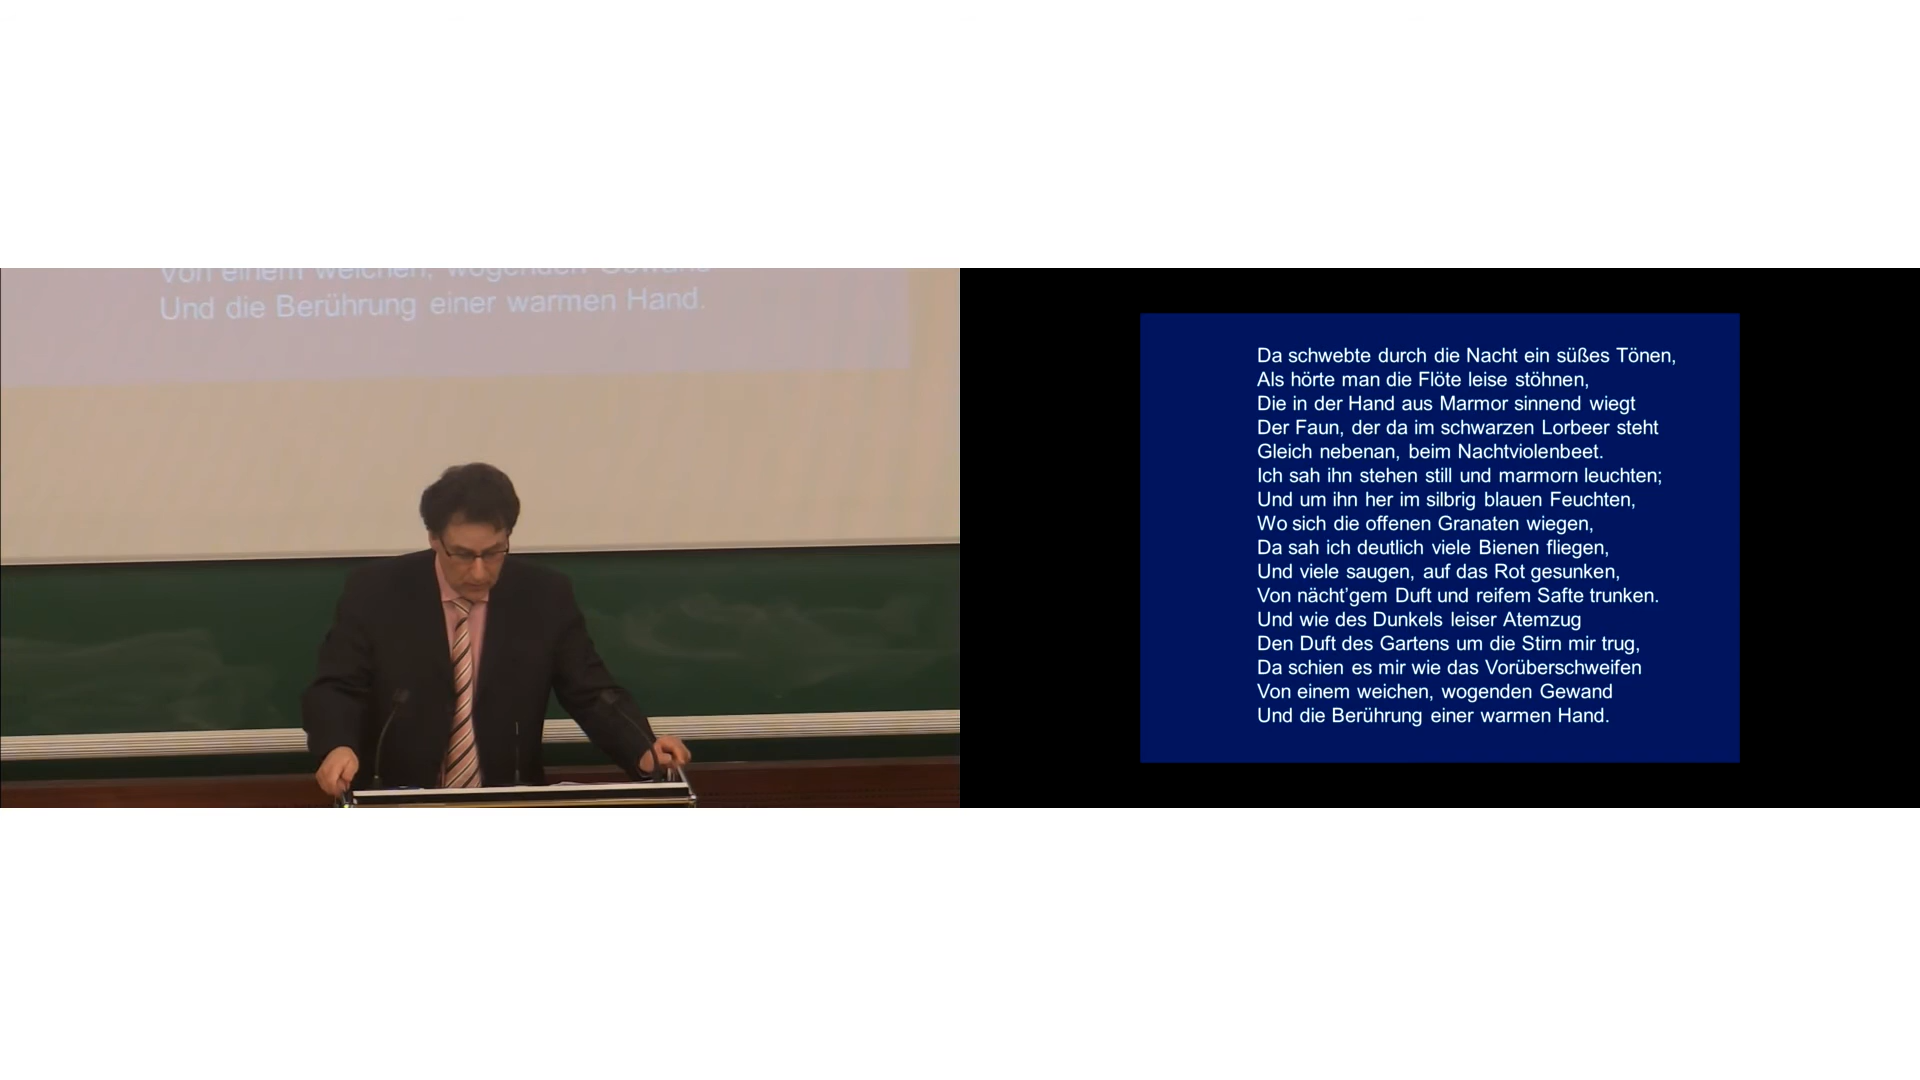 Von einem weichen, wogenden Gewand
Und die Berührung einer warmen Hand.
Da schwebte durch die Nacht ein süßes Tönen,
Als hörte man die Flöte leise stöhnen,
Die in der Hand aus Marmor sinnend wiegt
Der Faun, der da im schwarzen Lorbeer steht
Gleich nebenan, beim Nachtviolenbeet.
Ich sah ihn stehen still und marmorn leuchten;
Und um ihn her im silbrig blauen Feuchten,
Wo sich die offenen Granaten wiegen,
Da sah ich deutlich viele Bienen fliegen,
Und viele saugen, auf das Rot gesunken,
Von nächt’gem Duft und reifem Safte trunken.
Und wie des Dunkels leiser Atemzug
Den Duft des Gartens um die Stirn mir trug,
Da schien es mir wie das Vorüberschweifen
Von einem weichen, wogenden Gewand
Und die Berührung einer warmen Hand.